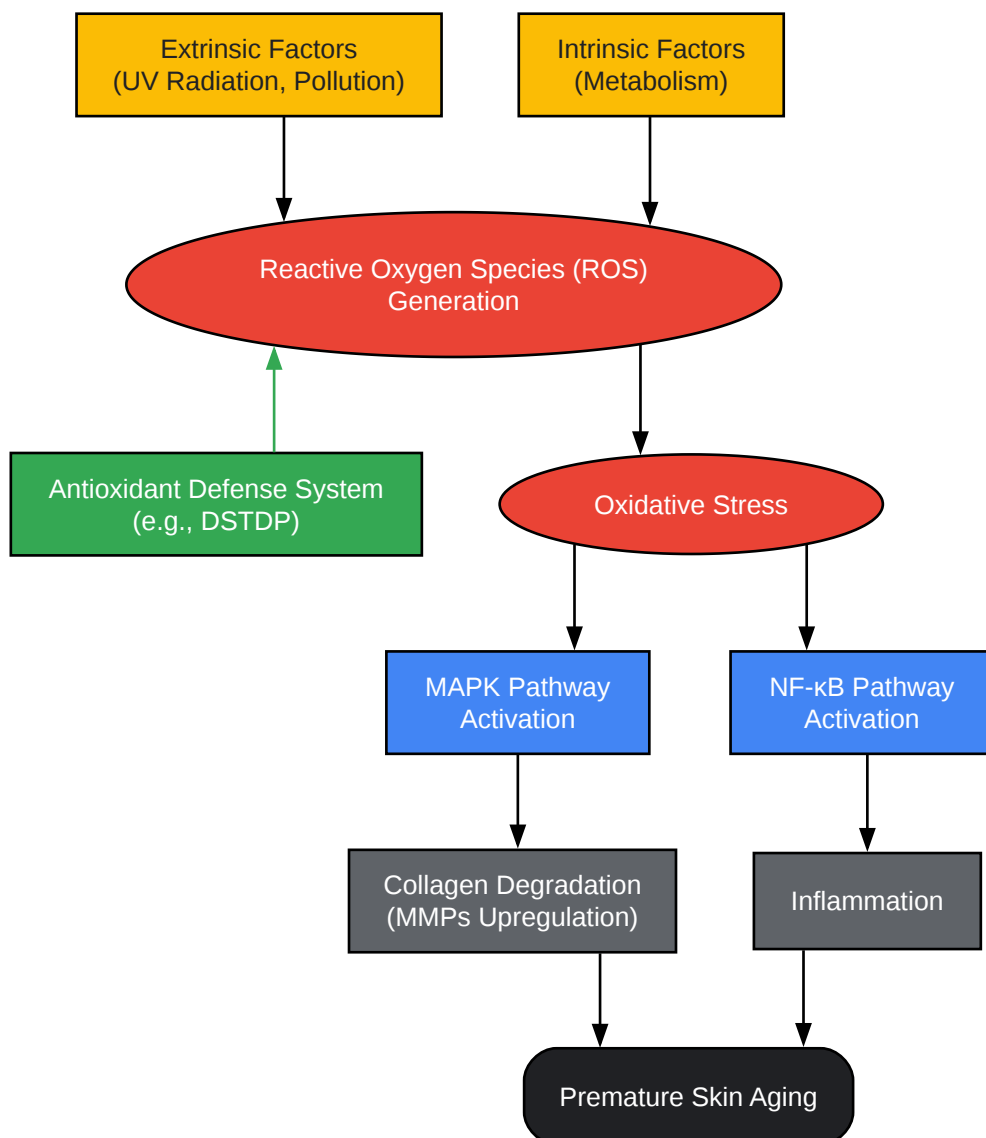 Extrinsic Factors
(UV Radiation, Pollution)
Intrinsic Factors
(Metabolism)
Reactive Oxygen Species (ROS)
Generation
Antioxidant Defense System
(e.g., DSTDP)
Oxidative Stress
MAPK Pathway
Activation
NF-κB Pathway
Activation
Collagen Degradation
(MMPs Upregulation)
Inflammation
Premature Skin Aging